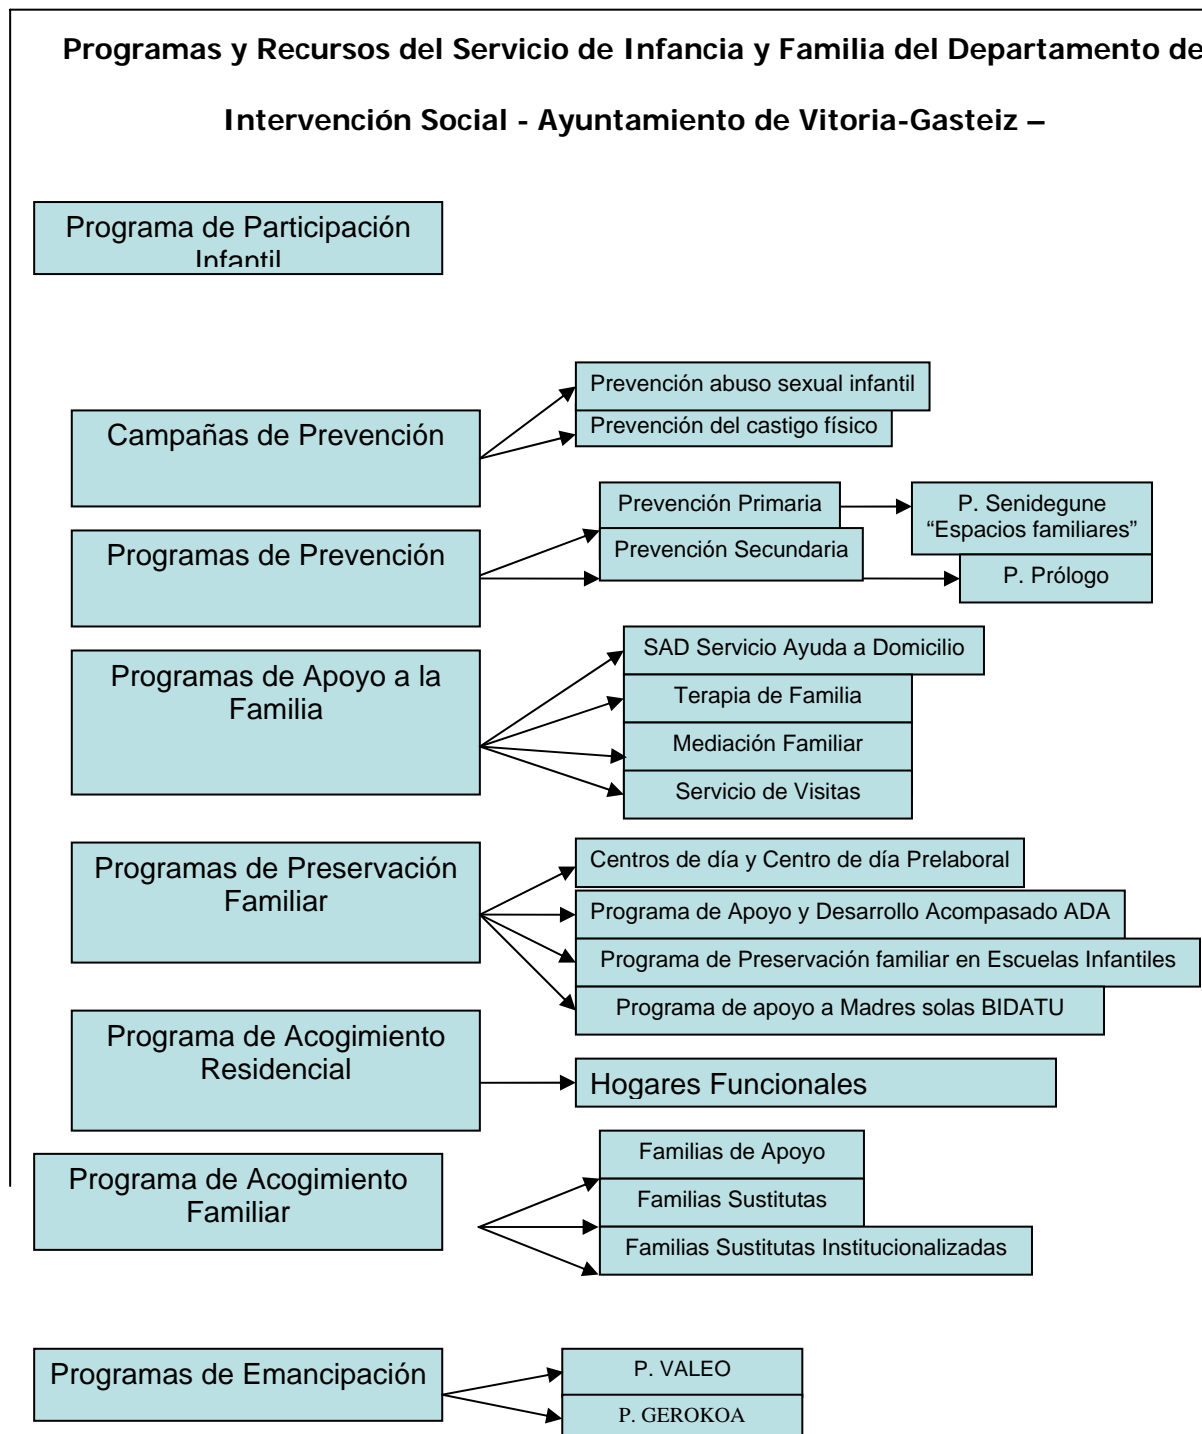 Programas y Recursos del Servicio de Infancia y Familia del Departamento de
Intervención Social - Ayuntamiento de Vitoria-Gasteiz –
Programa de Participación
Infantil
Campañas de Prevención
Prevención abuso sexual infantil
Prevención del castigo físico
Programas de Prevención
Prevención Primaria
Prevención Secundaria
P. Senidegune
“Espacios familiares”
P. Prólogo
Programas de Apoyo a la
Familia
SAD Servicio Ayuda a Domicilio
Terapia de Familia
Mediación Familiar
Servicio de Visitas
Programas de Preservación
Familiar
Centros de día y Centro de día Prelaboral
Programa de Apoyo y Desarrollo Acompasado ADA
Programa de Preservación familiar en Escuelas Infantiles
Programa de apoyo a Madres solas BIDATU
Programa de Acogimiento
Residencial
Hogares Funcionales
Programa de Acogimiento
Familiar
Familias de Apoyo
Familias Sustitutas
Familias Sustitutas Institucionalizadas
Programas de Emancipación
P. VALEO
P. GEROKOA